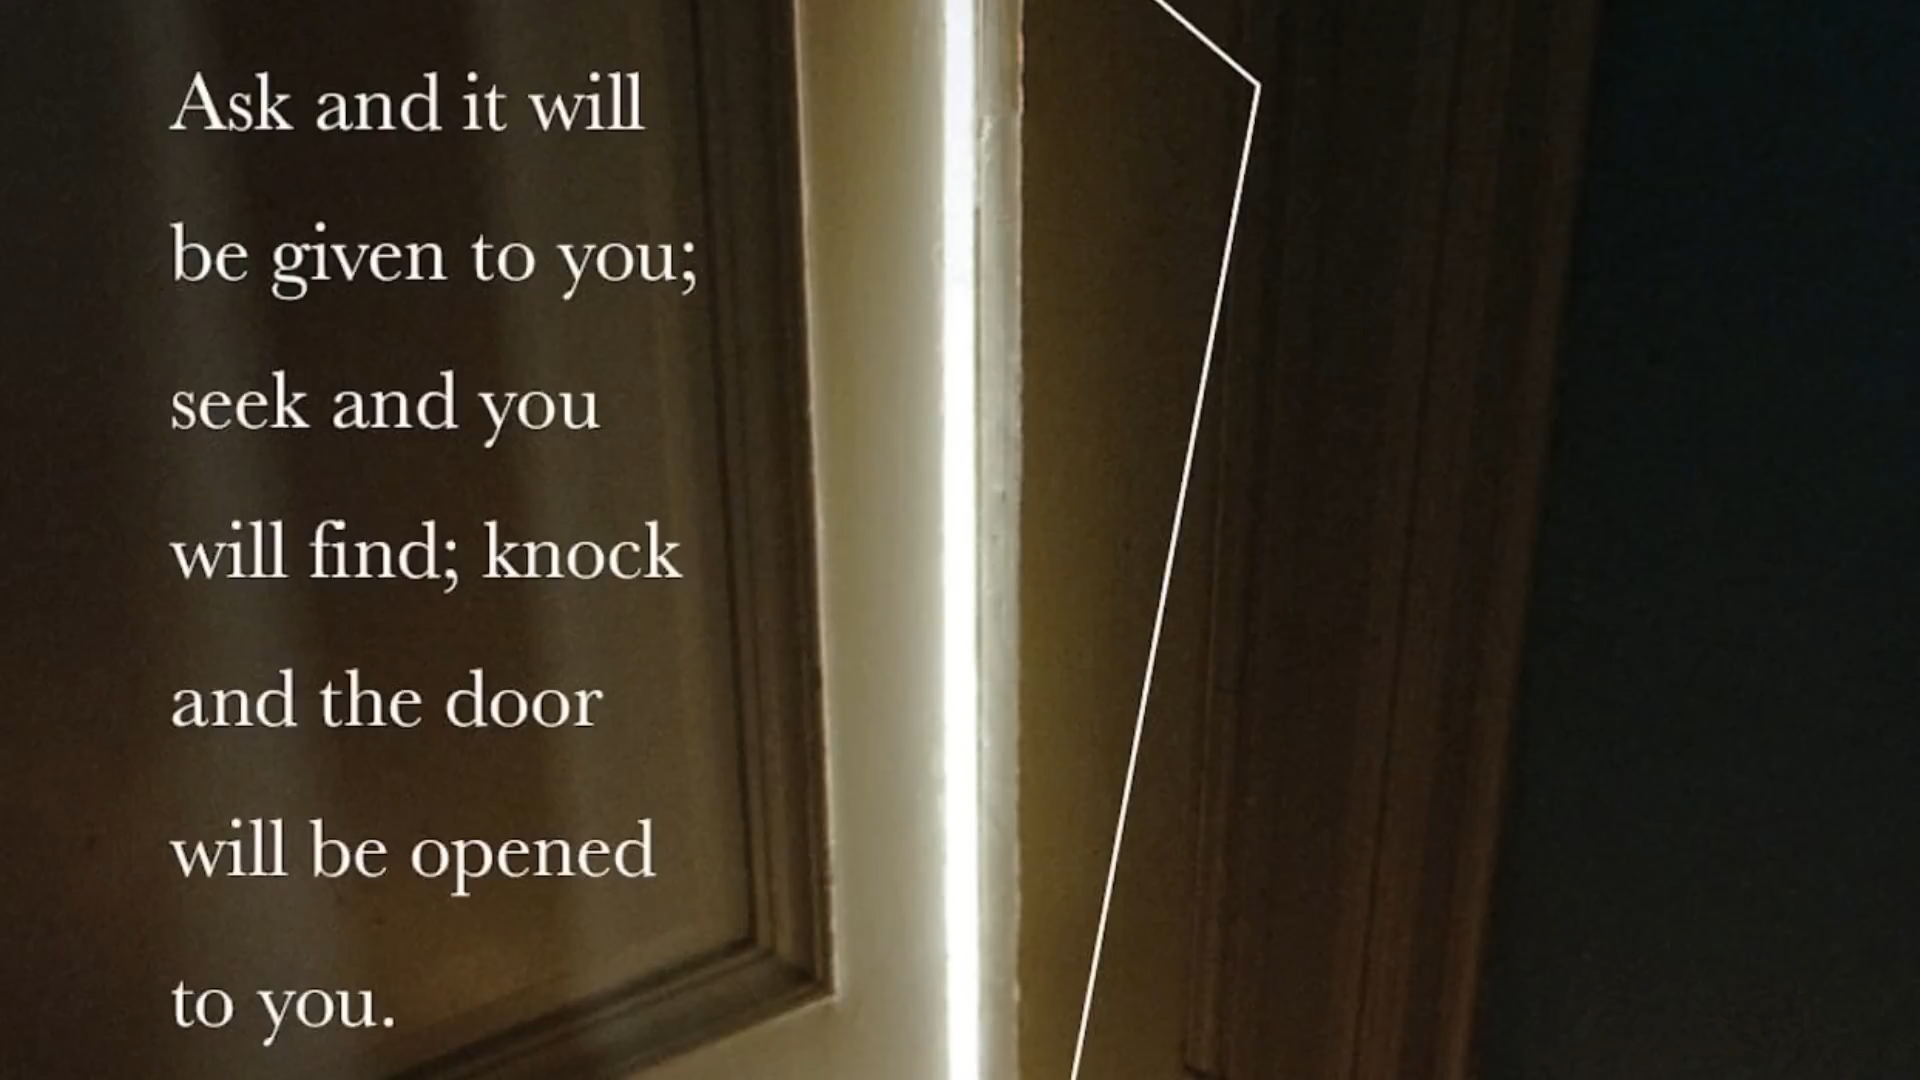 Ask and it will
be given to you;
seek and you
will find; knock
and the door
will be opened
to you.